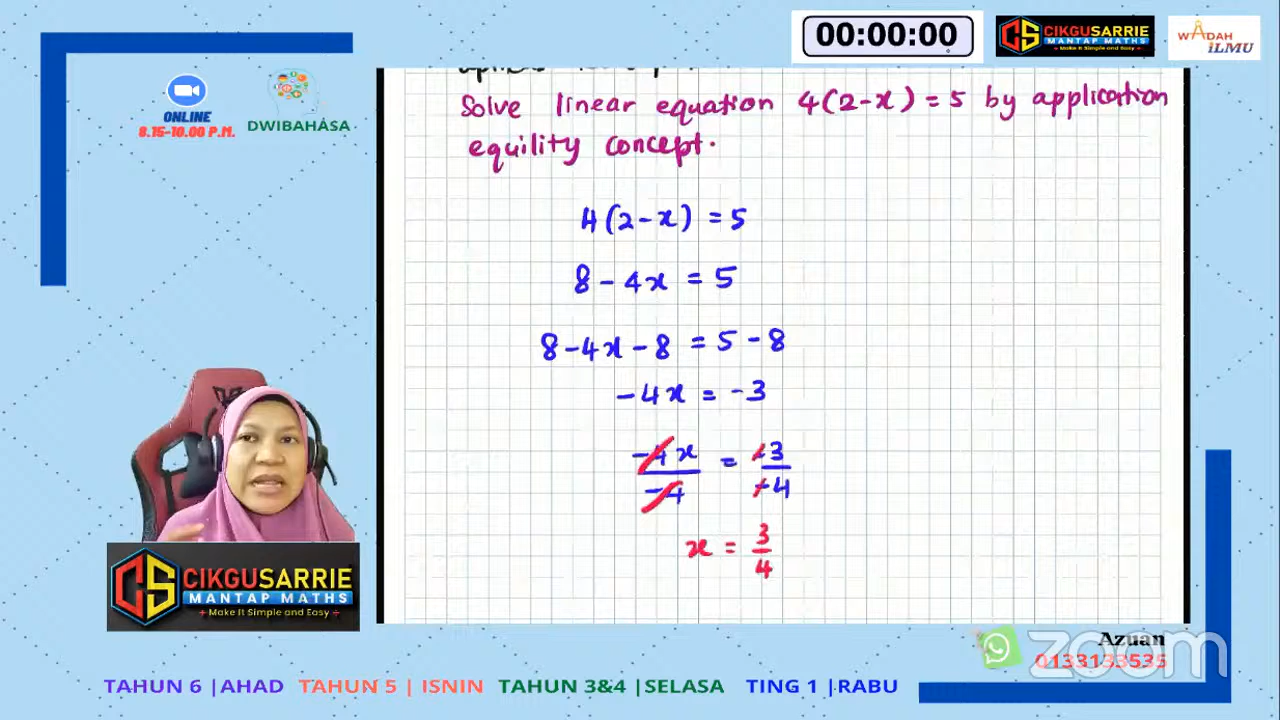 00:00:00
CIKGUSARRIE
MANTAP MATHS
Make It Simple and Easy
WADAH
iLMU
ONLINE
8.15-10.00 P.M.
DWIBAHASA
Solve linear equation 4(2-x) = 5 by application
equility concept.
4(2-x) = 5
8 - 4x = 5
8 - 4x - 8 = 5 - 8
-4x = -3
-4x/-4 = -3/-4
x = 3/4
CIKGUSARRIE
MANTAP MATHS
+ Make It Simple and Easy +
Azuan
0133133535
zoom
TAHUN 6 |AHAD TAHUN 5 | ISNIN TAHUN 3&4 |SELASA TING 1 |RABU